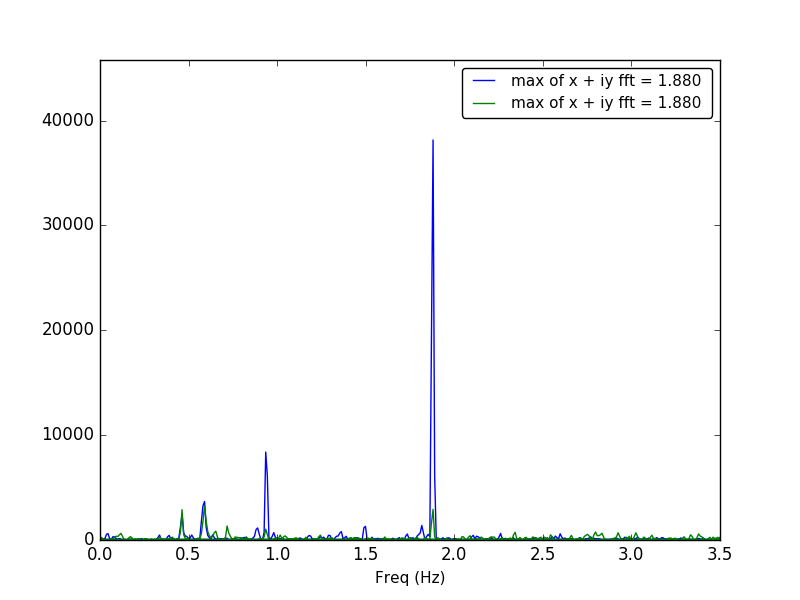 max of x + iy fft = 1.880
max of x + iy fft = 1.880
40000
30000
20000
10000
0
0.0 0.5 1.0 1.5 2.0 2.5 3.0 3.5
Freq (Hz)